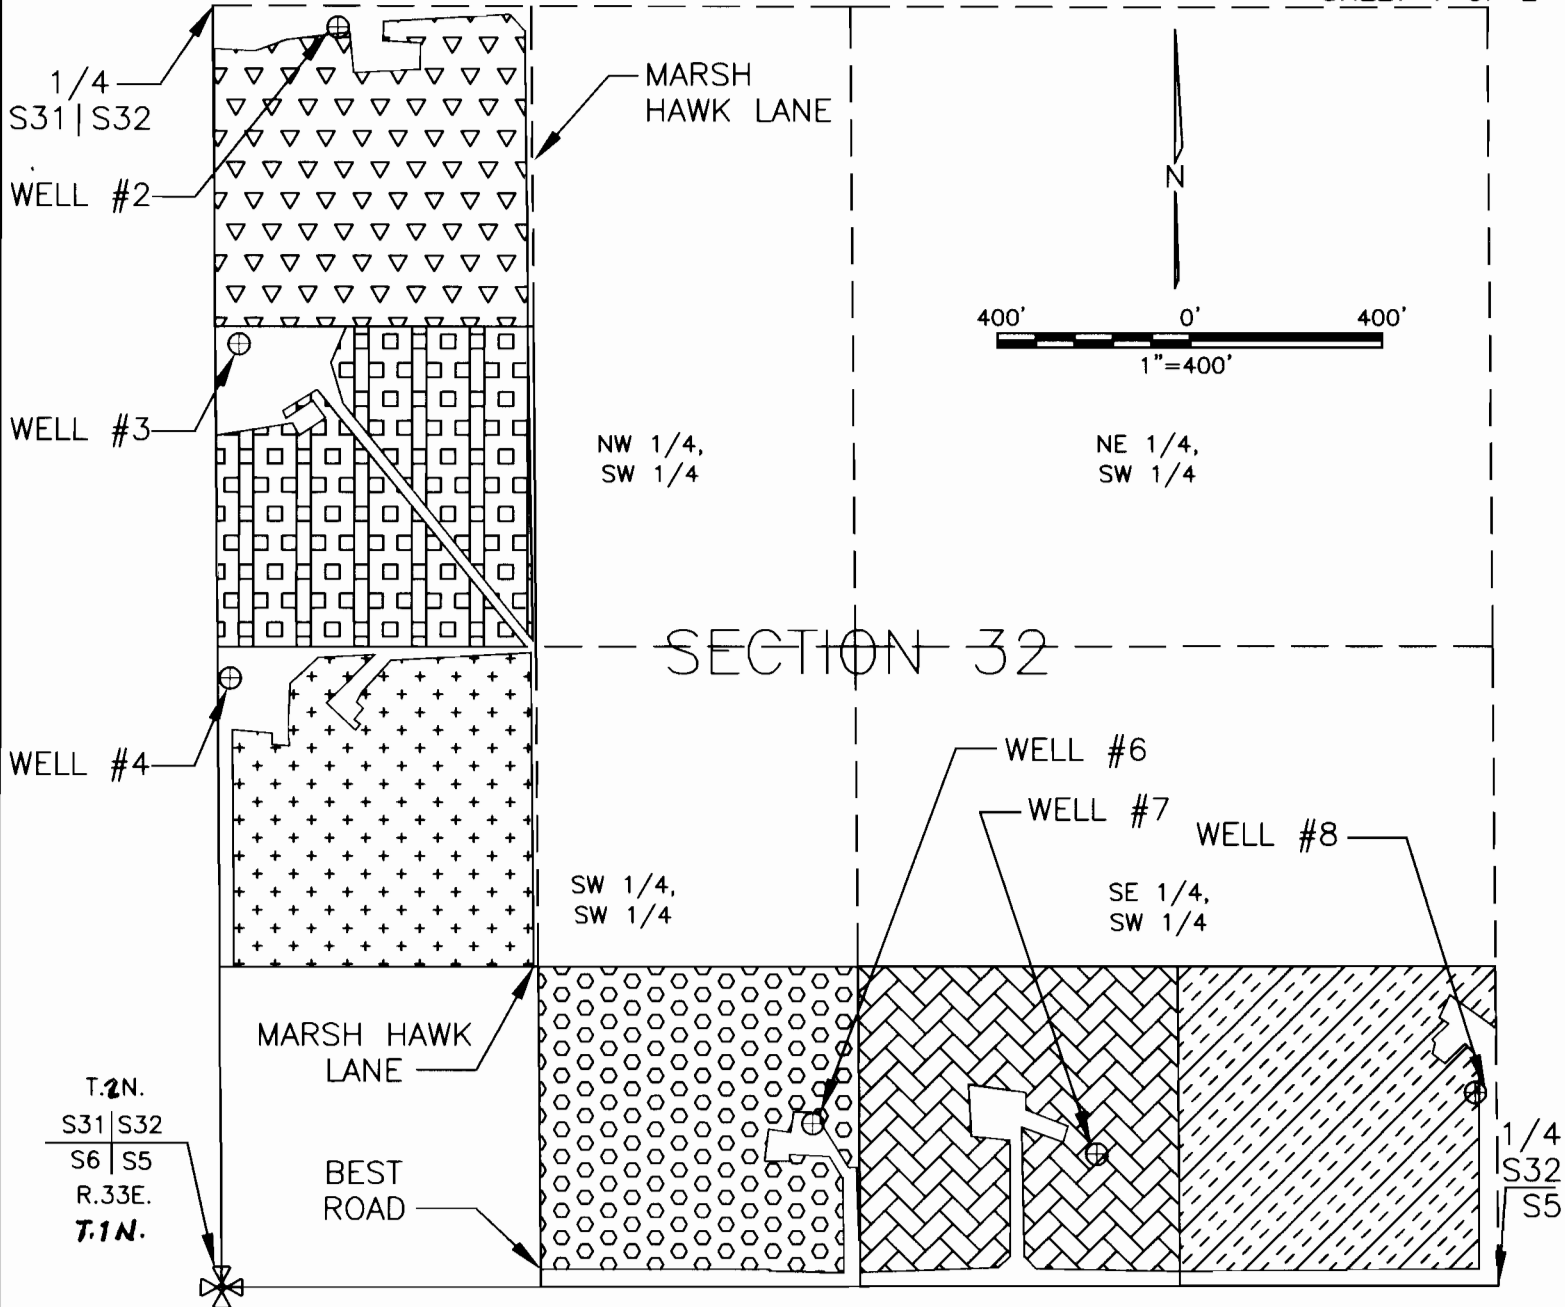 1/4
S31|S32
WELL #2
MARSH
HAWK LANE
N
400' 0' 400'
1"=400'
WELL #3
NW 1/4,
SW 1/4
NE 1/4,
SW 1/4
SECTION 32
WELL #4
WELL #6
WELL #7
WELL #8
SW 1/4,
SW 1/4
SE 1/4,
SW 1/4
MARSH HAWK
LANE
T.2N.
S31|S32
S6|S5
R.33E.
T.1N.
BEST
ROAD
1/4
S32
S5